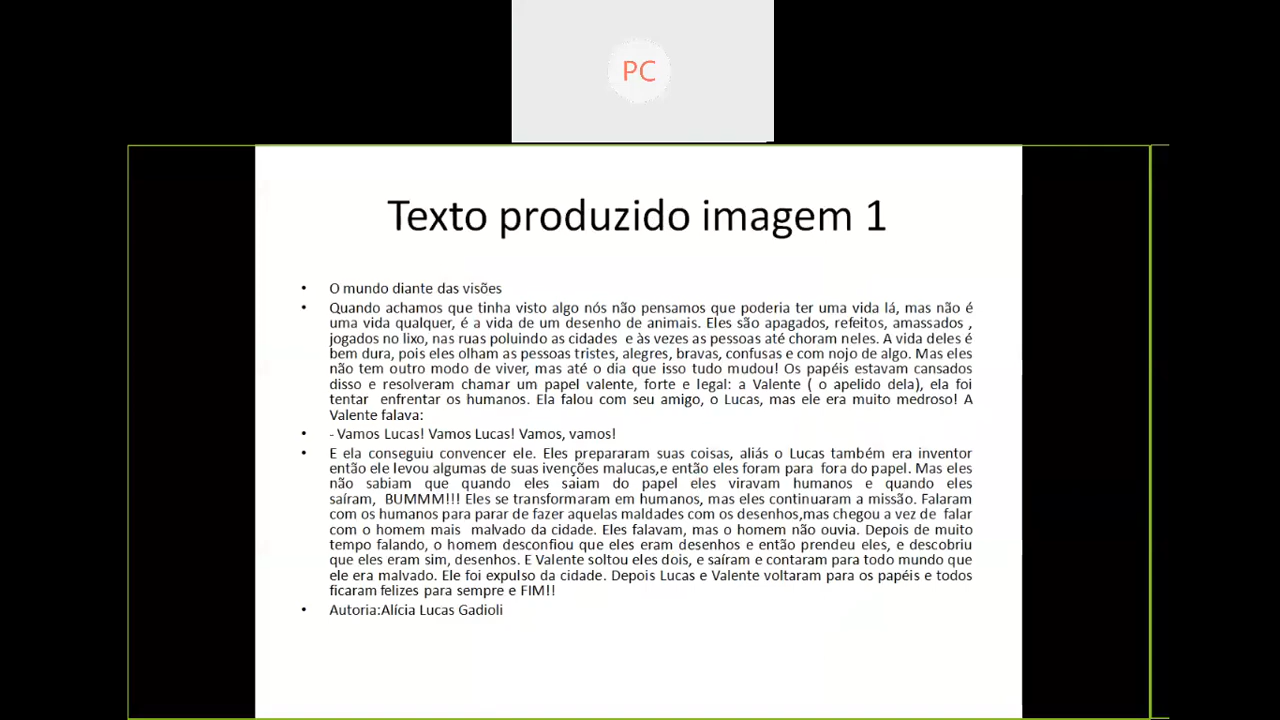 PC
Texto produzido imagem 1
• O mundo diante das visões
• Quando achamos que tinha visto algo nós não pensamos que poderia ter uma vida lá, mas não é
uma vida qualquer, é a vida de um desenho de animais. Eles são apagados, refeitos, amassados ,
jogados no lixo, nas ruas poluindo as cidades e às vezes as pessoas até choram neles. A vida deles é
bem dura, pois eles olham as pessoas tristes, alegres, bravas, confusas e com nojo de algo. Mas eles
não tem outro modo de viver, mas até o dia que isso tudo mudou! Os papéis estavam cansados
disso e resolveram chamar um papel valente, forte e legal: a Valente ( o apelido dela), ela foi
tentar enfrentar os humanos. Ela falou com seu amigo, o Lucas, mas ele era muito medroso! A
Valente falava:
• - Vamos Lucas! Vamos Lucas! Vamos, vamos!
• E ela conseguiu convencer ele. Eles prepararam suas coisas, aliás o Lucas também era inventor
então ele levou algumas de suas ivenções malucas,e então eles foram para fora do papel. Mas eles
não sabiam que quando eles saiam do papel eles viravam humanos e quando eles
saíram, BUMMM!!! Eles se transformaram em humanos, mas eles continuaram a missão. Falaram
com os humanos para parar de fazer aquelas maldades com os desenhos,mas chegou a vez de falar
com o homem mais malvado da cidade. Eles falavam, mas o homem não ouvia. Depois de muito
tempo falando, o homem desconfiou que eles eram desenhos e então prendeu eles, e descobriu
que eles eram sim, desenhos. E Valente soltou eles dois, e saíram e contaram para todo mundo que
ele era malvado. Ele foi expulso da cidade. Depois Lucas e Valente voltaram para os papéis e todos
ficaram felizes para sempre e FIM!!
• Autoria:Alícia Lucas Gadioli